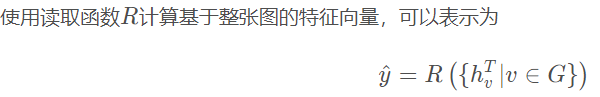 使用读取函数R计算基于整张图的特征向量，可以表示为
ŷ = R ({h_v^T | v ∈ G})